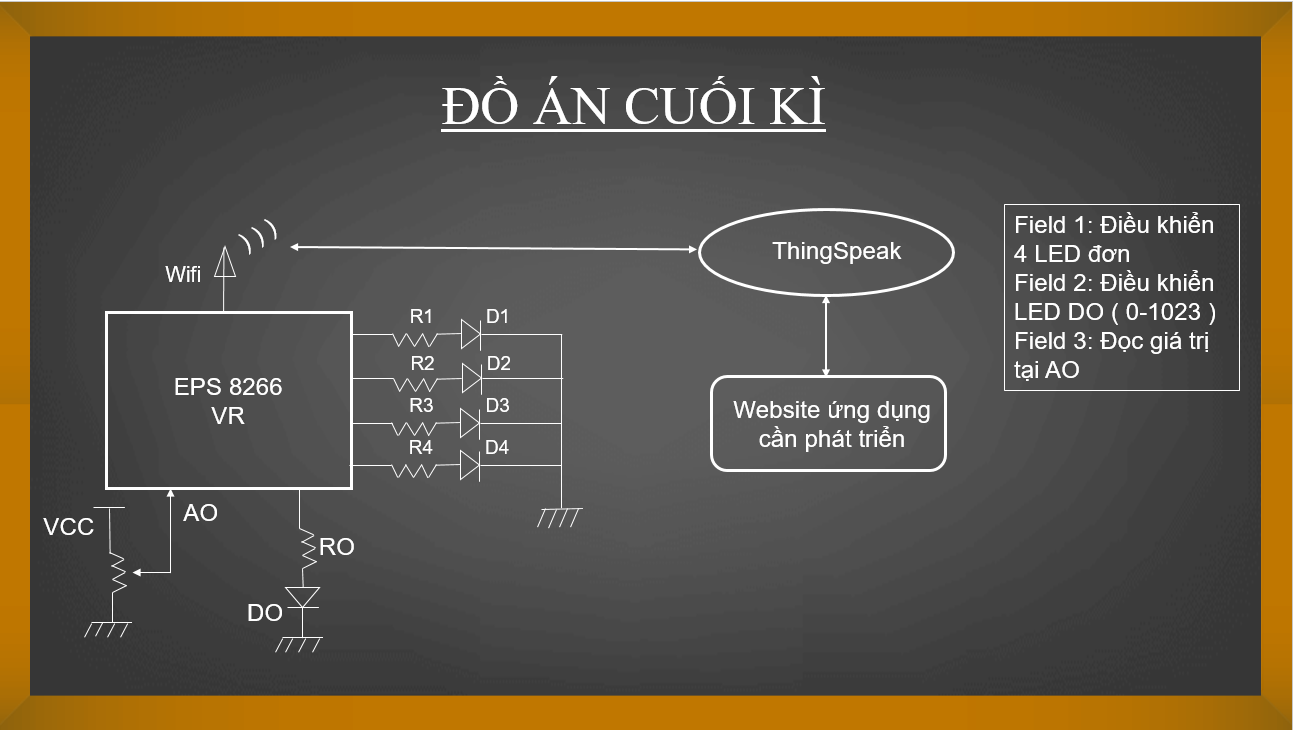 ĐỒ ÁN CUỐI KÌ
Wifi
EPS 8266
VR
R1
D1
R2
D2
R3
D3
R4
D4
VCC
AO
RO
DO
ThingSpeak
Website ứng dụng
cần phát triển
Field 1: Điều khiển
4 LED đơn
Field 2: Điều khiển
LED DO ( 0-1023 )
Field 3: Đọc giá trị
tại AO